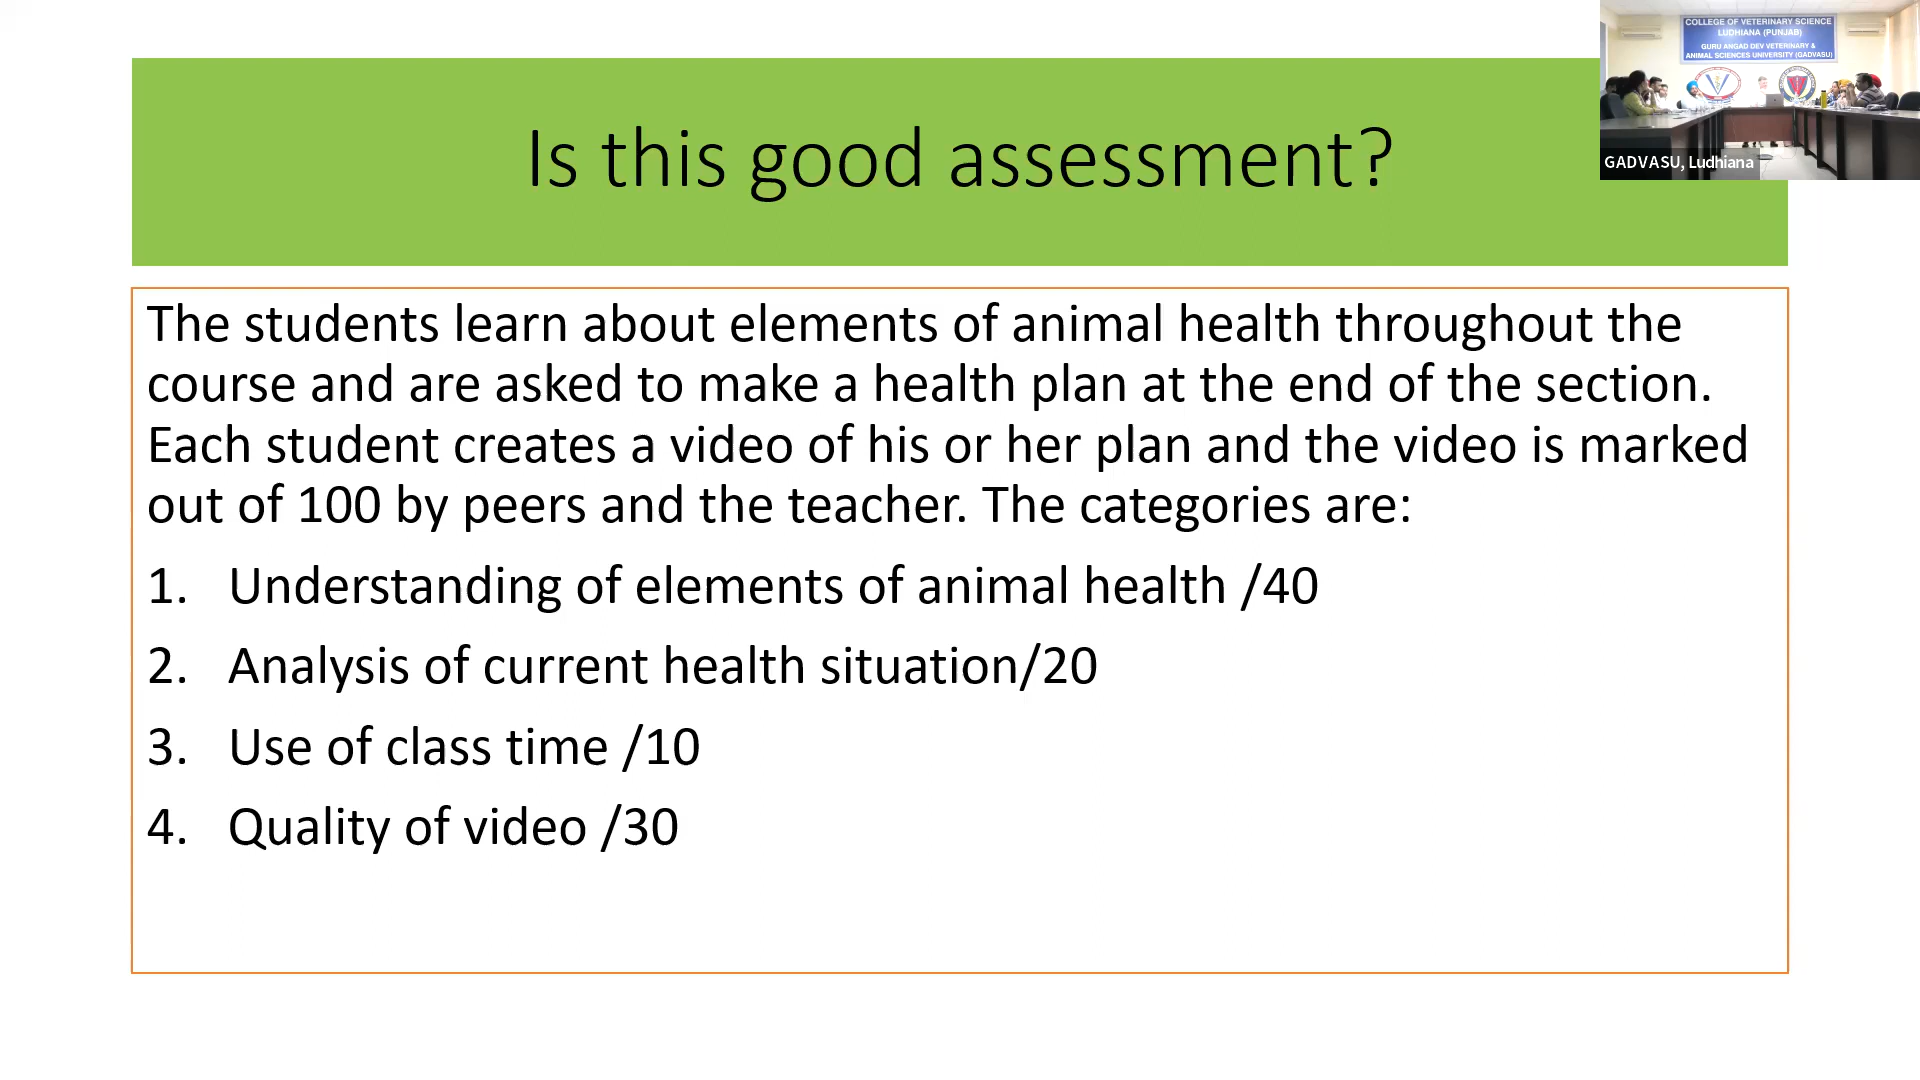 COLLEGE OF VETERINARY SCIENCE
LUDHIANA (PUNJAB)
GURU ANGAD DEV VETERINARY &
ANIMAL SCIENCES UNIVERSITY (GADVASU)
GADVASU, Ludhiana
Is this good assessment?
The students learn about elements of animal health throughout the
course and are asked to make a health plan at the end of the section.
Each student creates a video of his or her plan and the video is marked
out of 100 by peers and the teacher. The categories are:
1. Understanding of elements of animal health /40
2. Analysis of current health situation/20
3. Use of class time /10
4. Quality of video /30